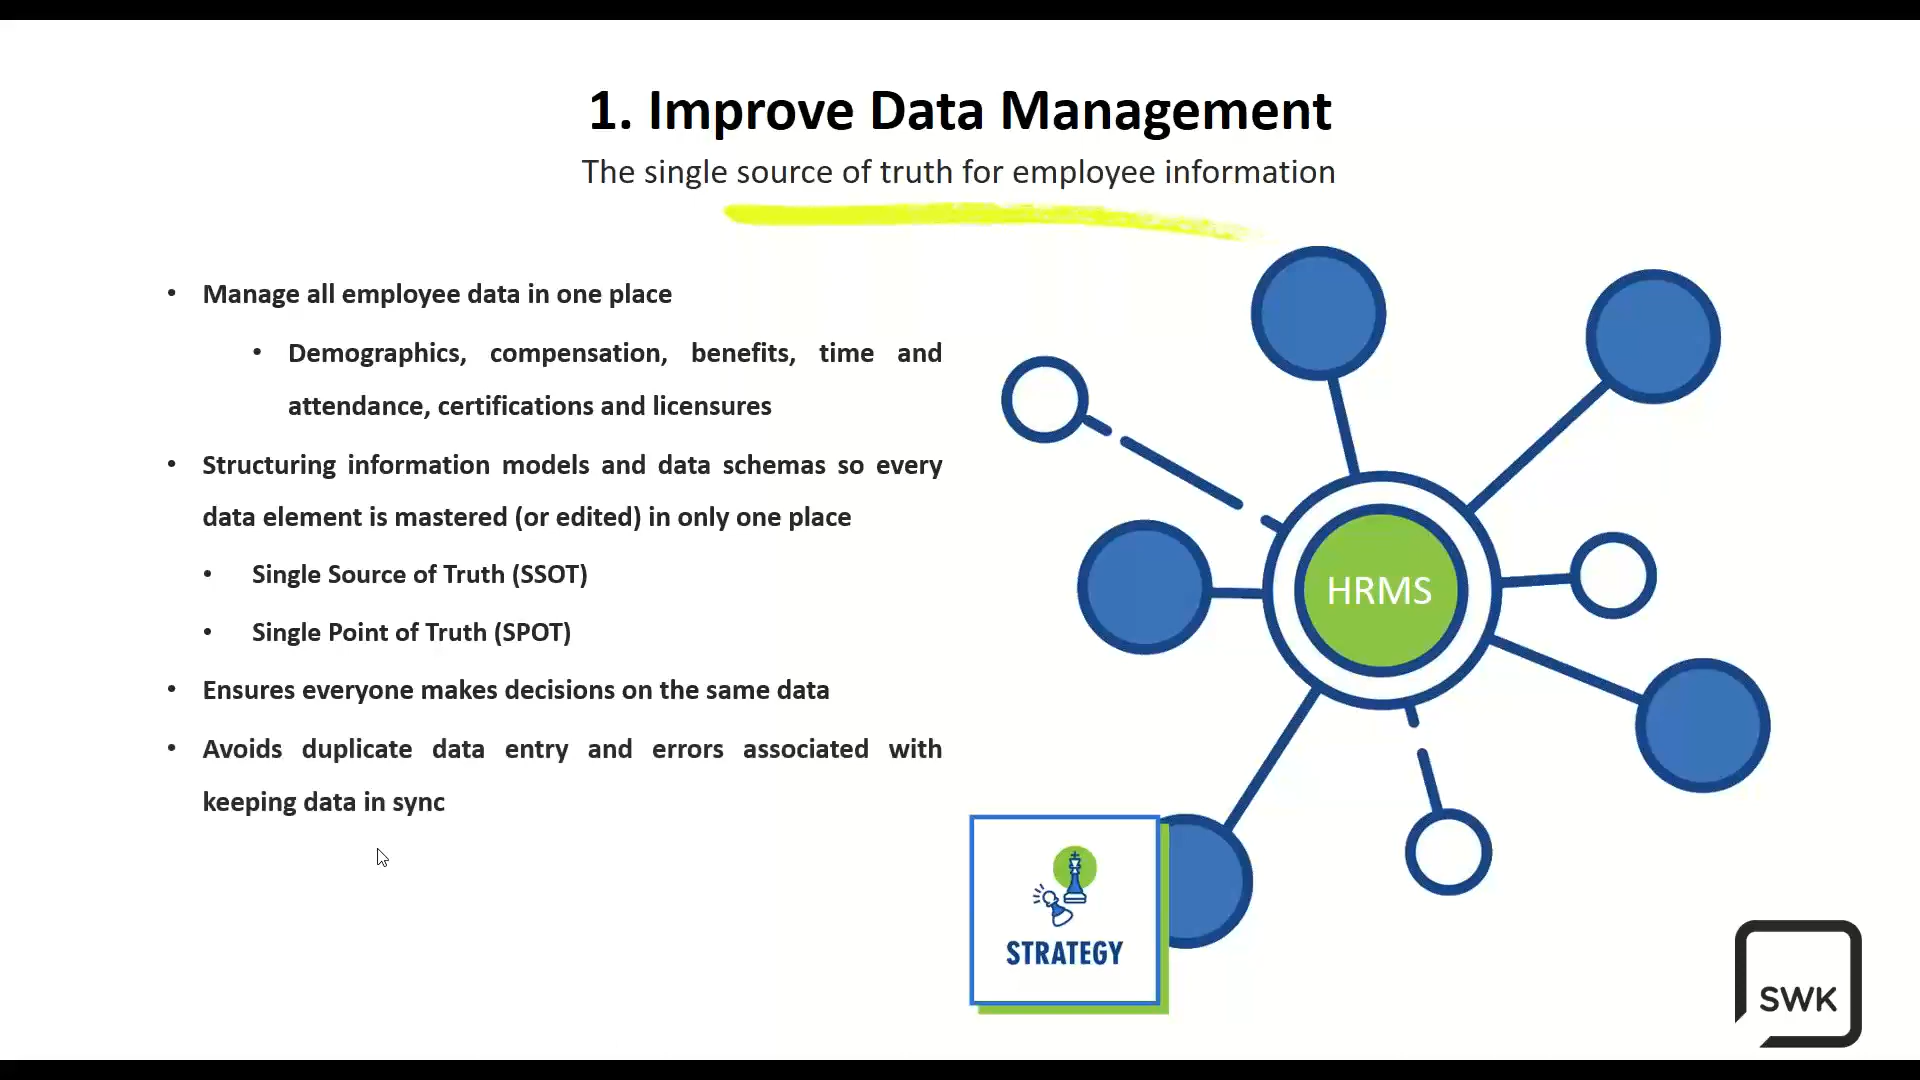 1. Improve Data Management
The single source of truth for employee information
• Manage all employee data in one place
• Demographics, compensation, benefits, time and
attendance, certifications and licensures
• Structuring information models and data schemas so every
data element is mastered (or edited) in only one place
• Single Source of Truth (SSOT)
• Single Point of Truth (SPOT)
• Ensures everyone makes decisions on the same data
• Avoids duplicate data entry and errors associated with
keeping data in sync
HRMS
STRATEGY
SWK